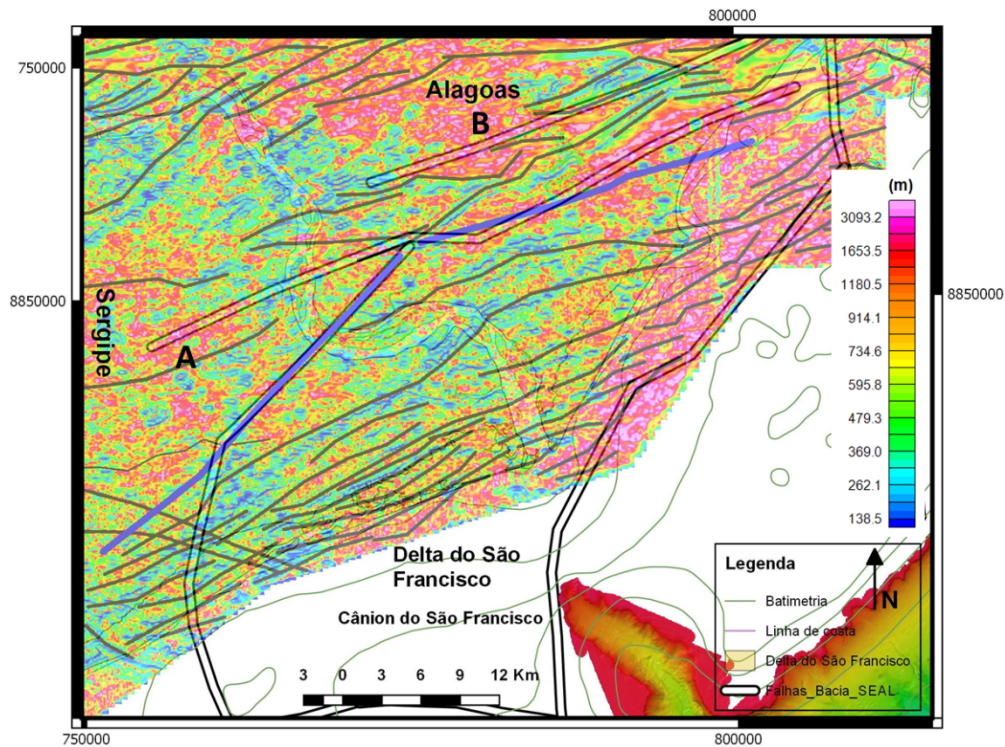 800000
750000
Alagoas
B
(m)
3093.2
1653.5
1180.5
914.1
734.6
595.8
479.3
369.0
262.1
138.5
8850000
8850000
Sergipe
A
Delta do São
Francisco
Cânion do São Francisco
3 0 3 6 9 12 Km
Legenda
N
Batimetria
Linha de costa
Delta do São Francisco
Falhas_Bacia_SEAL
750000
800000